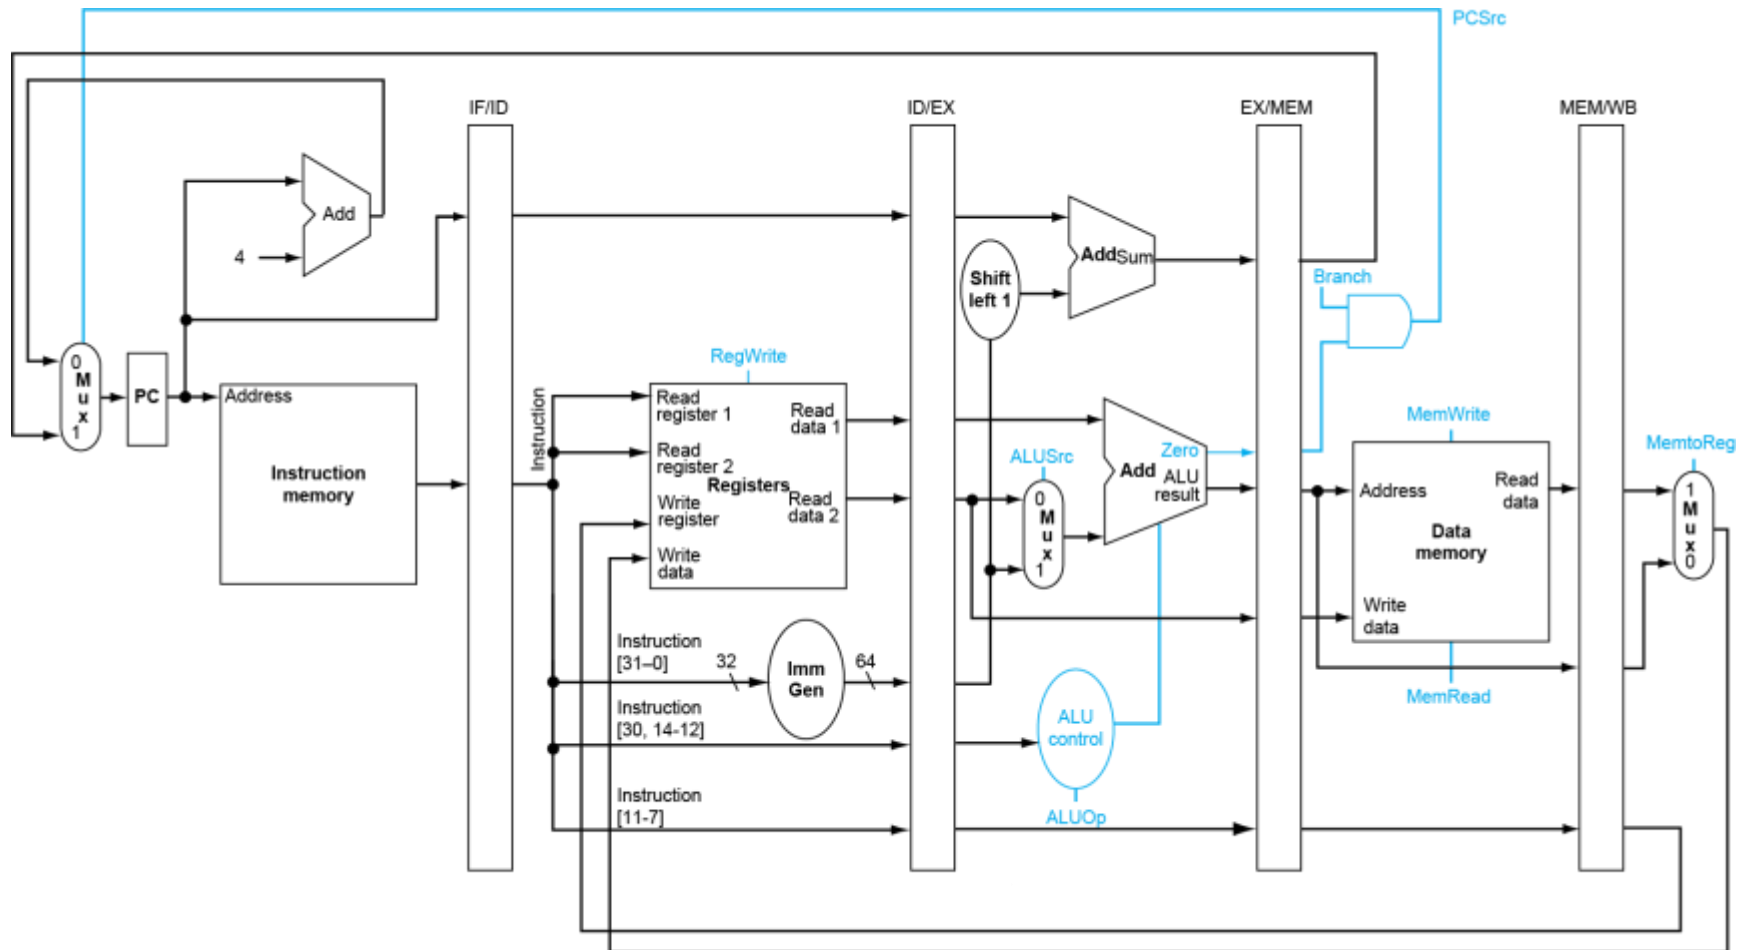 PCSrc
IF/ID
ID/EX
EX/MEM
MEM/WB
Add
4
Add Sum
Shift
left 1
Branch
0
M
u
x
1
PC
Address
Instruction
memory
Instruction
RegWrite
Read
register 1
Read
register 2
Write
register
Write
data
Registers
Read
data 1
Read
data 2
ALUSrc
0
M
u
x
1
Add
Zero
ALU
result
MemWrite
Address
Read
data
Data
memory
Write
data
MemRead
MemtoReg
1
M
u
x
0
Instruction
[31–0]
32
Imm
Gen
64
Instruction
[30, 14-12]
ALU
control
ALUOp
Instruction
[11-7]